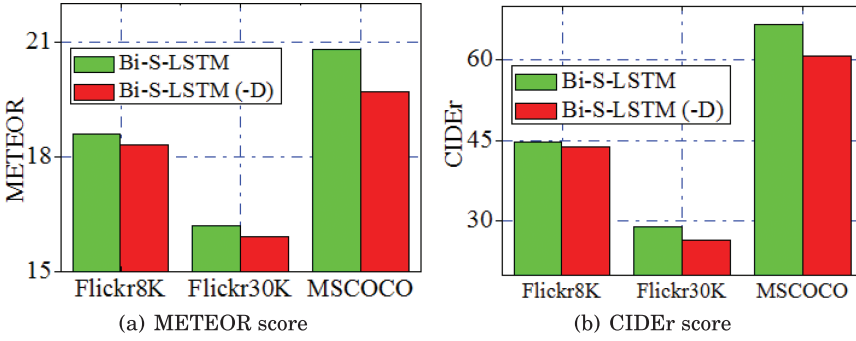 METEOR
21
18
15
Bi-S-LSTM
Bi-S-LSTM (-D)
Flickr8K Flickr30K MSCOCO
(a) METEOR score
CIDEr
60
45
30
Bi-S-LSTM
Bi-S-LSTM (-D)
Flickr8K Flickr30K MSCOCO
(b) CIDEr score